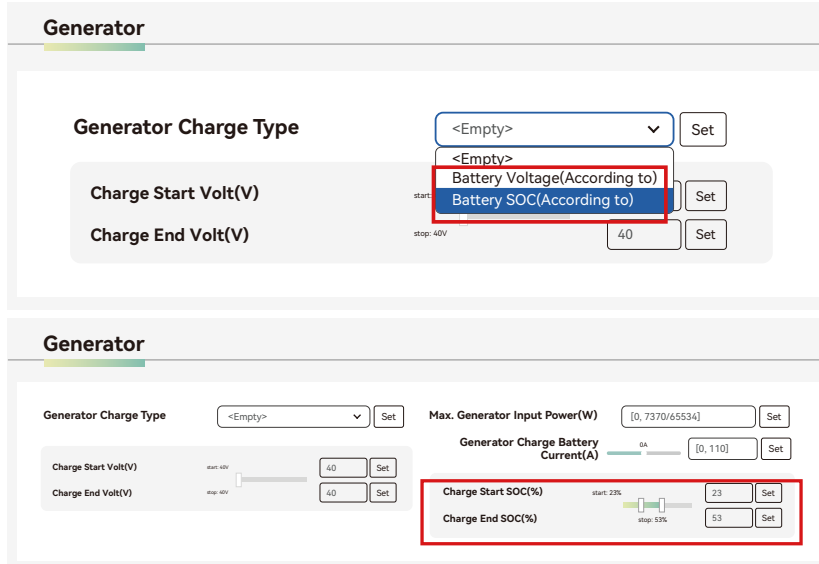 Generator
Generator Charge Type
<Empty>
Set
<Empty>
Battery Voltage(According to)
Battery SOC(According to)
Charge Start Volt(V)
start:
Set
Charge End Volt(V)
stop: 40V
40
Set
Generator
Generator Charge Type
<Empty>
Set
Charge Start Volt(V)
start: 40V
40
Set
Charge End Volt(V)
stop: 40V
40
Set
Max. Generator Input Power(W)
[0, 7370/65534]
Set
Generator Charge Battery
Current(A)
0A
[0, 110]
Set
Charge Start SOC(%)
start: 23%
23
Set
Charge End SOC(%)
stop: 53%
53
Set